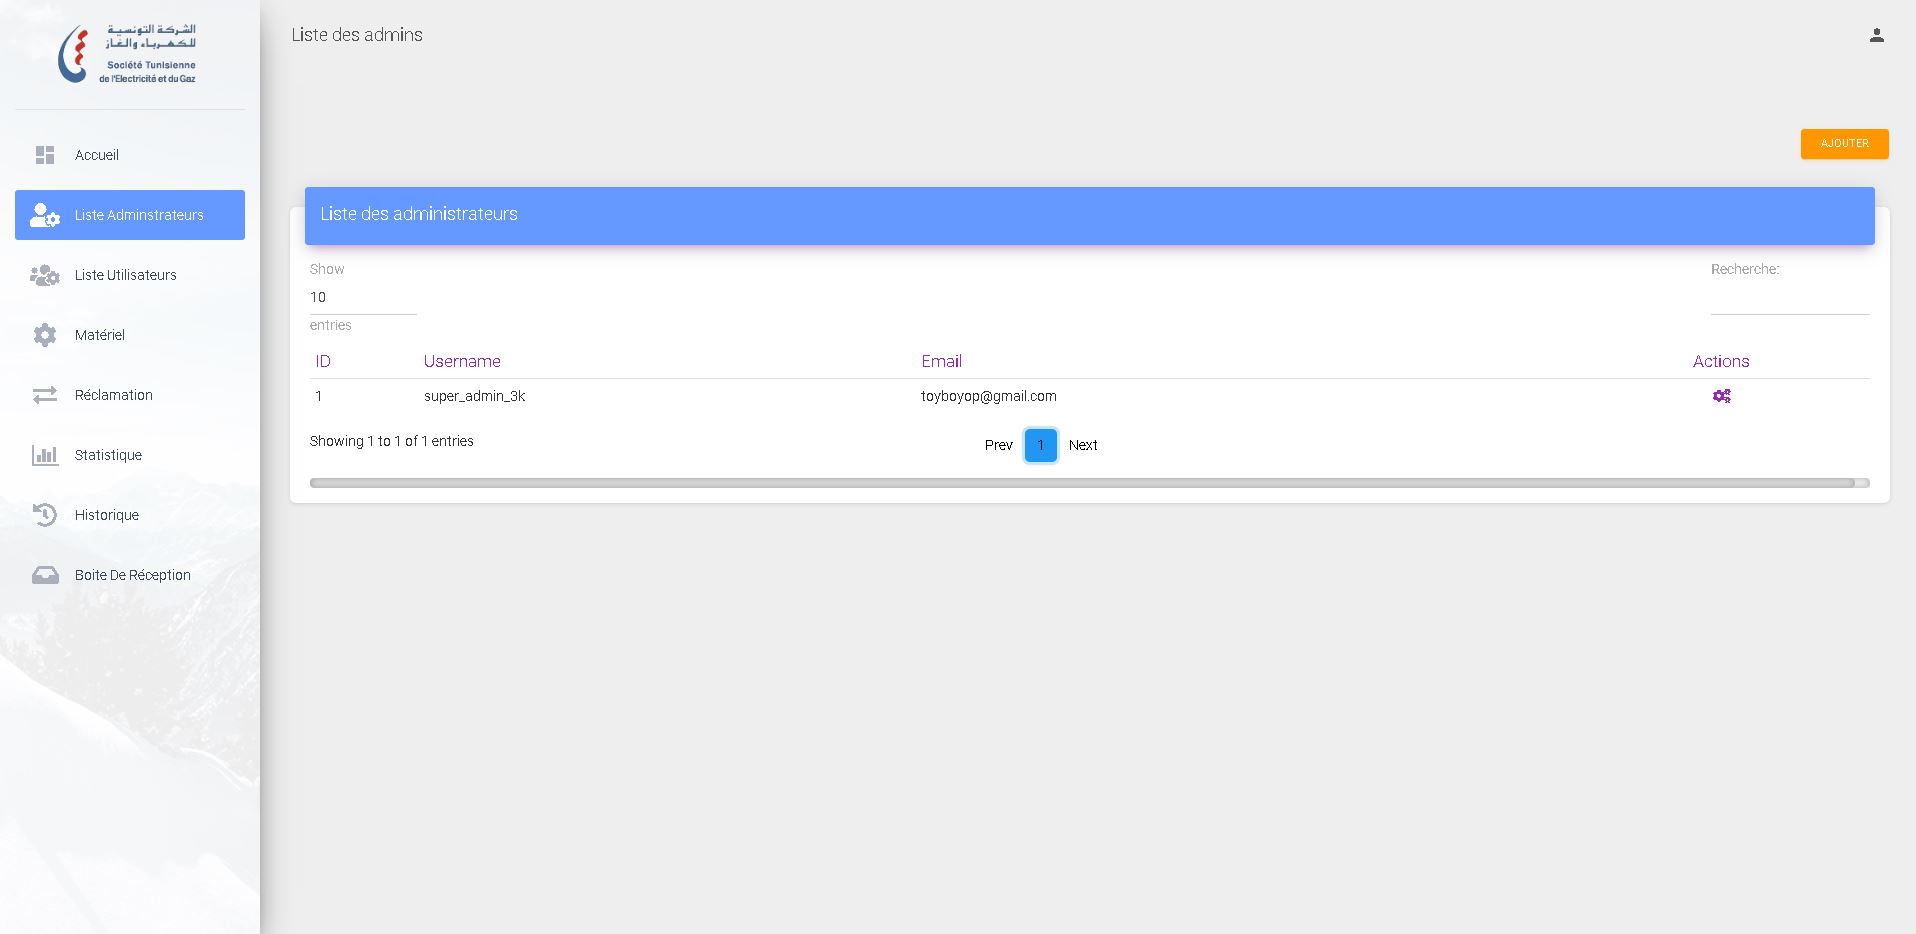 الشركة التونسية
للكهرباء والغاز
Société Tunisienne
de l'Electricité et du Gaz
Accueil
Liste Adminstrateurs
Liste Utilisateurs
Matériel
Réclamation
Statistique
Historique
Boite De Réception
Liste des admins
AJOUTER
Liste des administrateurs
Show
10
entries
Recherche:
ID Username Email Actions
1 super_admin_3k toyboyop@gmail.com
Showing 1 to 1 of 1 entries
Prev 1 Next